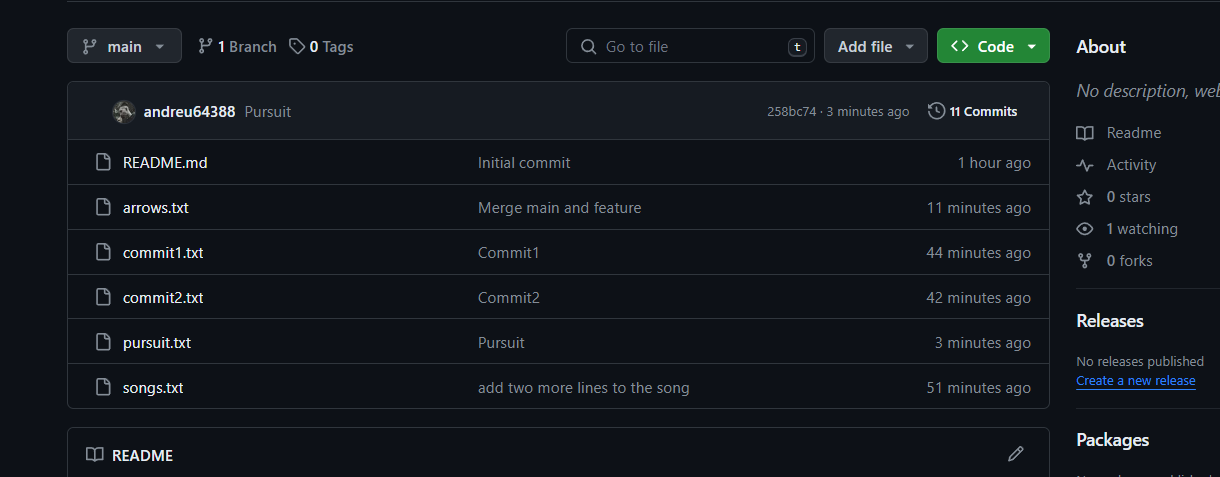 main 1 Branch 0 Tags Go to file t Add file Code
About
No description,
andreu64388 Pursuit 258bc74 · 3 minutes ago 11 Commits
Readme
README.md Initial commit 1 hour ago
Activity
arrows.txt Merge main and feature 11 minutes ago
0 stars
1 watching
commit1.txt Commit1 44 minutes ago
0 forks
commit2.txt Commit2 42 minutes ago
Releases
pursuit.txt Pursuit 3 minutes ago
No releases published
Create a new release
songs.txt add two more lines to the song 51 minutes ago
Packages
README